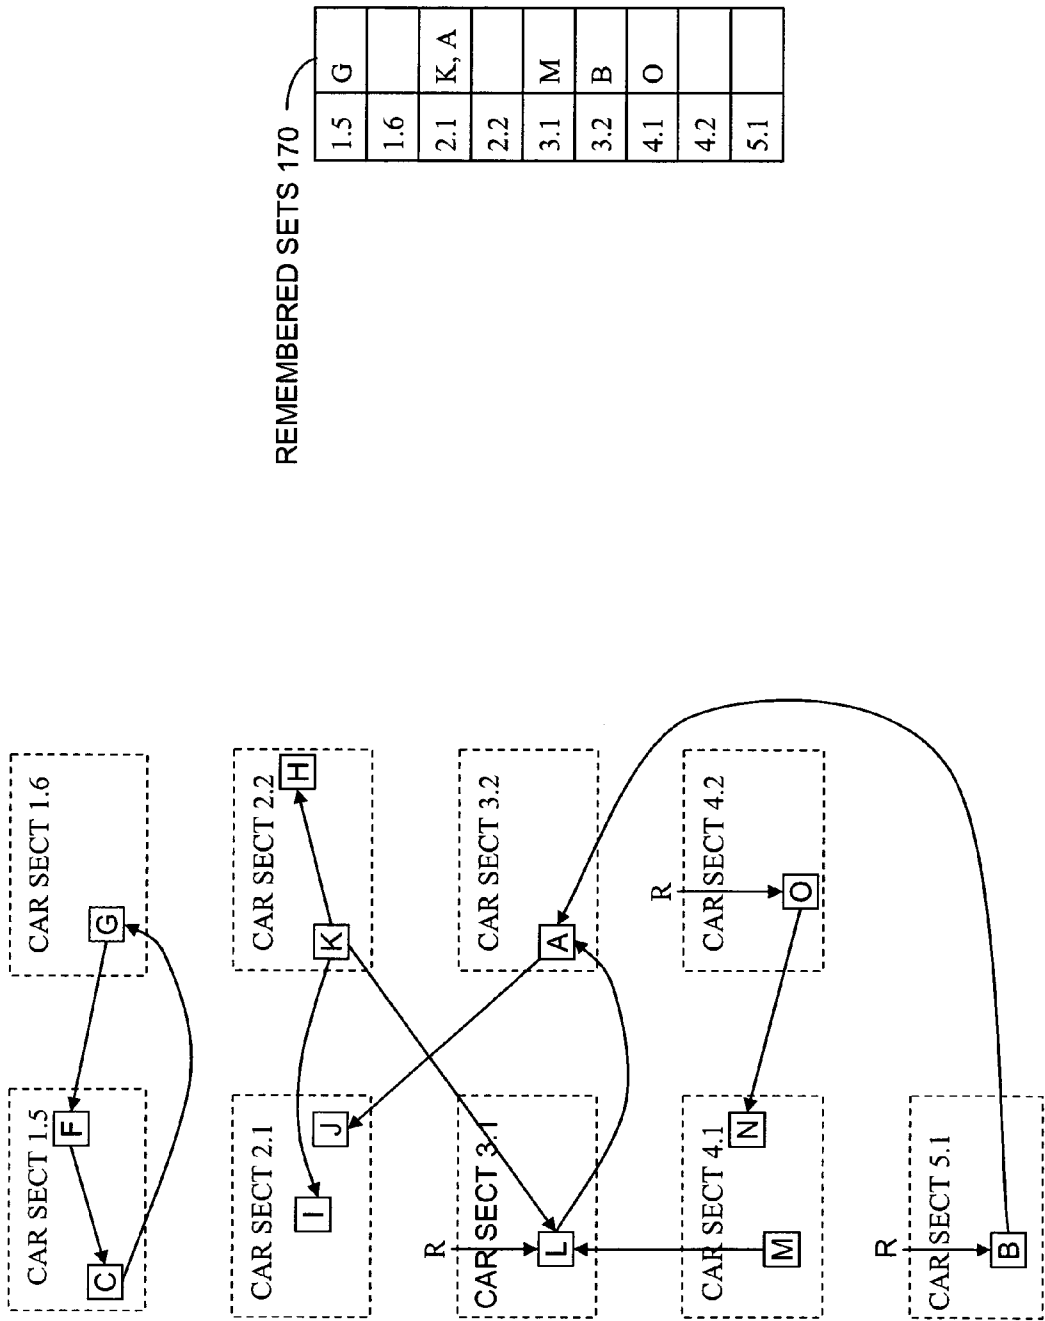 CAR SECT 1.5
F
C
CAR SECT 1.6
G
CAR SECT 2.1
I
J
CAR SECT 2.2
K
H
R
CAR SECT 3.1
L
CAR SECT 3.2
A
CAR SECT 4.1
M
N
R
CAR SECT 4.2
O
R
CAR SECT 5.1
B
REMEMBERED SETS 170
1.5 G
1.6
2.1 K, A
2.2
3.1 M
3.2 B
4.1 O
4.2
5.1